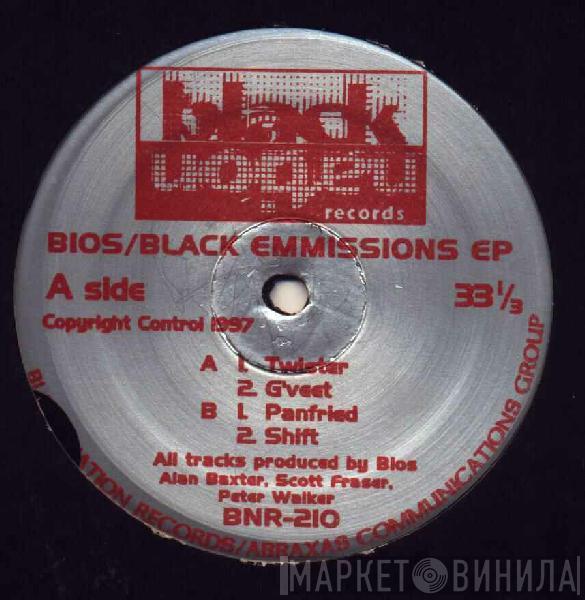 black
nation
records
BIOS/BLACK EMMISSIONS EP
A side
33 1/3
Copyright Control 1997
A 1. Twister
2. G'veet
B 1. Panfried
2. Shift
All tracks produced by Bios
Alan Baxter, Scott Fraser,
Peter Walker
BNR-210
ATION RECORDS/ABRAXAS COMMUNICATIONS GROUP
МАРКЕТ ВИНИЛА